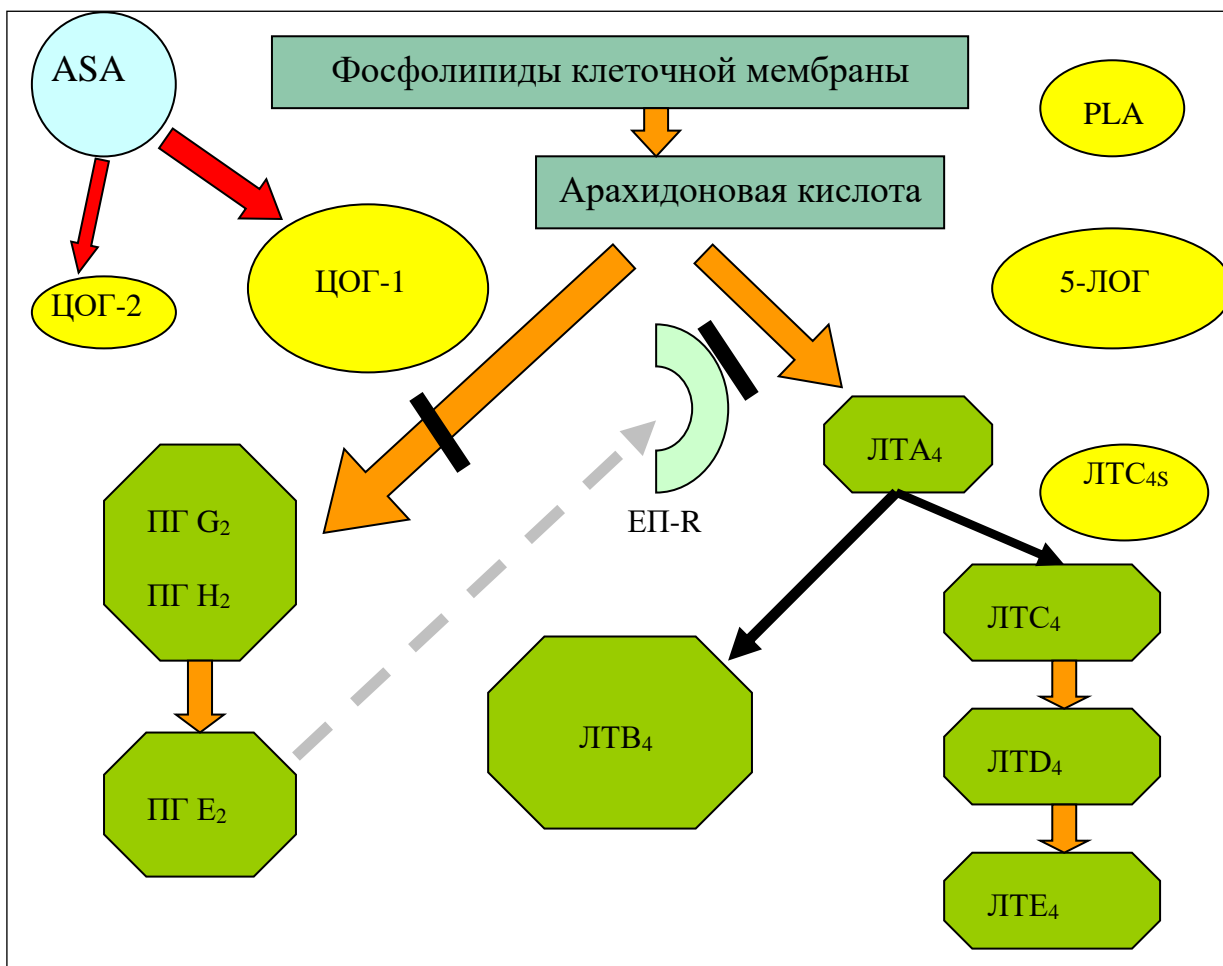 ASA
Фосфолипиды клеточной мембраны
PLA
Арахидоновая кислота
ЦОГ-2
ЦОГ-1
5-ЛОГ
ЕП-R
ЛТА₄
ЛТС₄ₛ
ПГ G₂
ПГ H₂
ЛТС₄
ЛТВ₄
ЛТD₄
ПГ Е₂
ЛТЕ₄